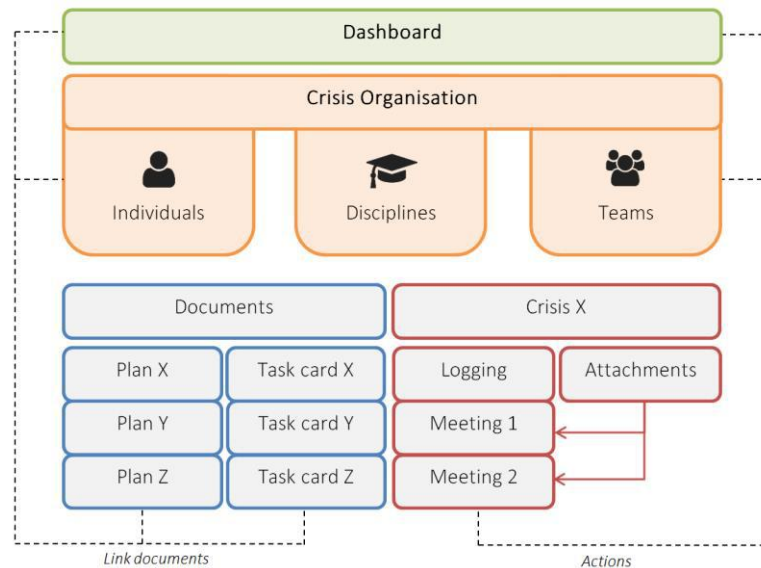 Dashboard
Crisis Organisation
Individuals
Disciplines
Teams
Documents
Crisis X
Plan X
Task card X
Logging
Attachments
Plan Y
Task card Y
Meeting 1
Plan Z
Task card Z
Meeting 2
Link documents
Actions